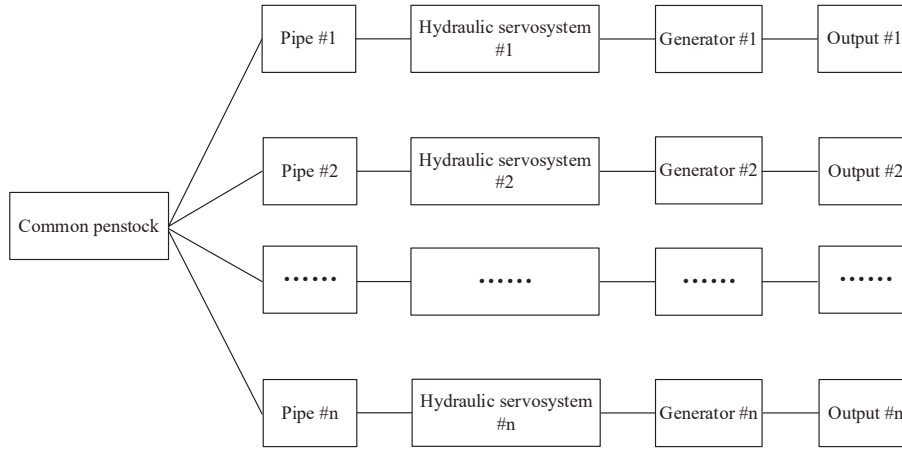 Pipe #1
Hydraulic servosystem
#1
Generator #1
Output #1
Pipe #2
Hydraulic servosystem
#2
Generator #2
Output #2
Common penstock
······
······
······
······
Pipe #n
Hydraulic servosystem
#n
Generator #n
Output #n